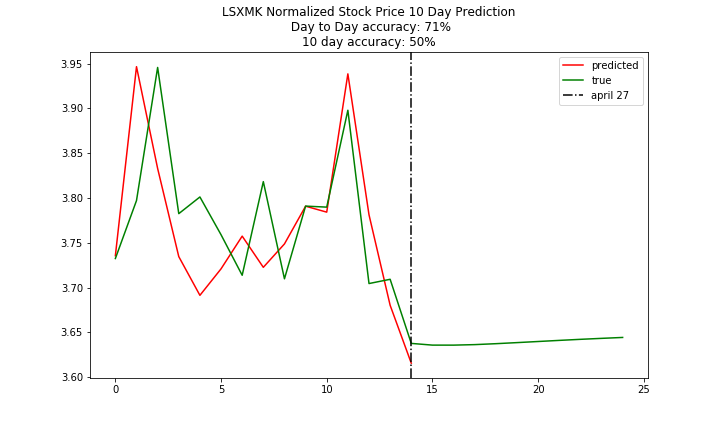 LSXMK Normalized Stock Price 10 Day Prediction
Day to Day accuracy: 71%
10 day accuracy: 50%
predicted
true
april 27
3.95
3.90
3.85
3.80
3.75
3.70
3.65
3.60
0 5 10 15 20 25